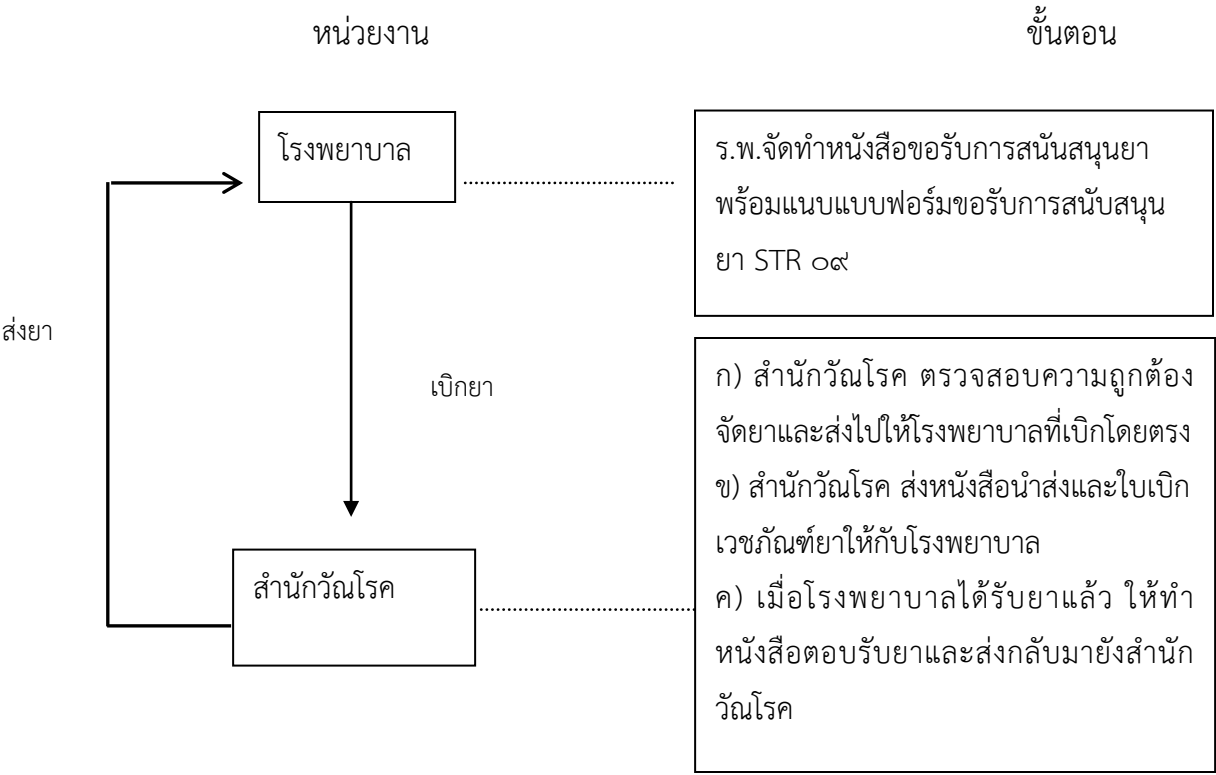 หน่วยงาน
ขั้นตอน
โรงพยาบาล
ร.พ.จัดทำหนังสือขอรับการสนันสนุนยา
พร้อมแนบแบบฟอร์มขอรับการสนับสนุน
ยา STR ๐๙
ส่งยา
เบิกยา
สำนักวัณโรค
ก) สำนักวัณโรค ตรวจสอบความถูกต้อง
จัดยาและส่งไปให้โรงพยาบาลที่เบิกโดยตรง
ข) สำนักวัณโรค ส่งหนังสือนำส่งและใบเบิก
เวชภัณฑ์ยาให้กับโรงพยาบาล
ค) เมื่อโรงพยาบาลได้รับยาแล้ว ให้ทำ
หนังสือตอบรับยาและส่งกลับมายังสำนัก
วัณโรค